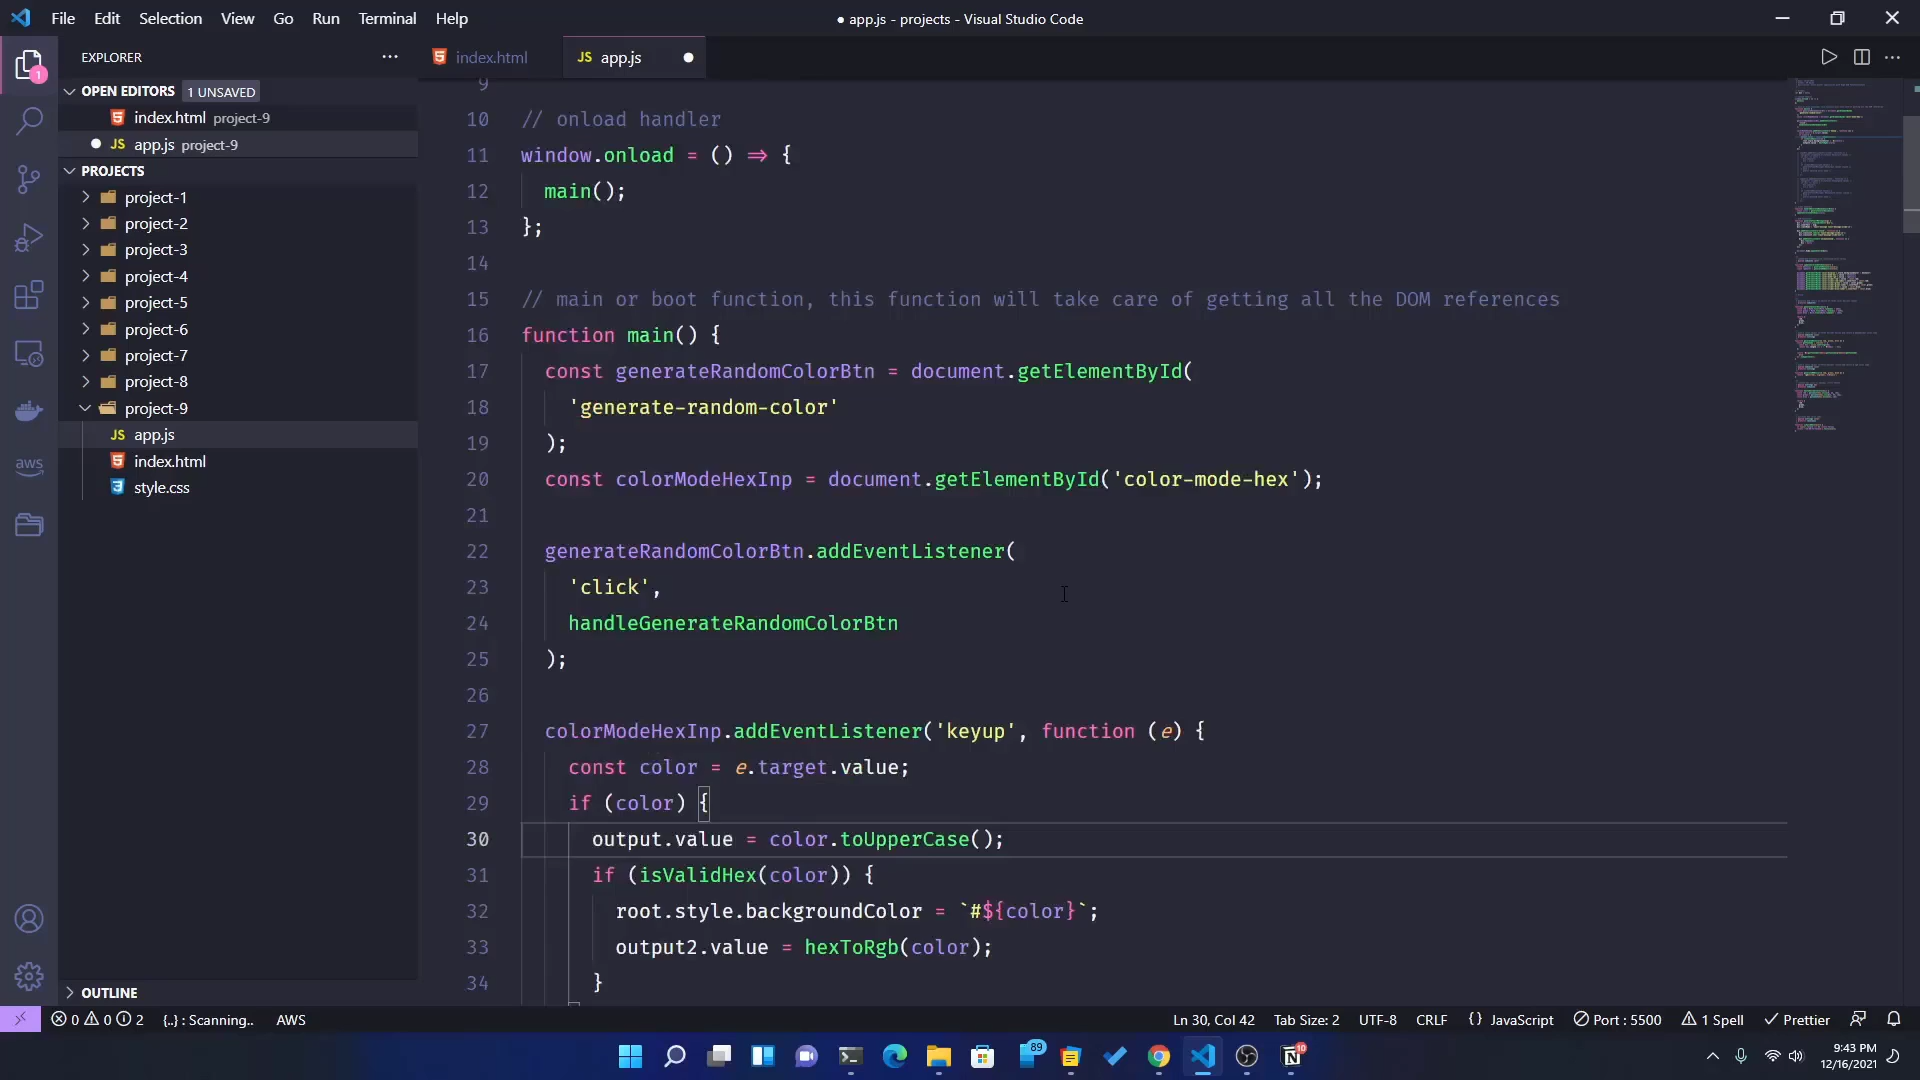 File Edit Selection View Go Run Terminal Help
● app.js - projects - Visual Studio Code
EXPLORER
OPEN EDITORS 1 UNSAVED
index.html project-9
JS app.js project-9
PROJECTS
project-1
project-2
project-3
project-4
project-5
project-6
project-7
project-8
project-9
JS app.js
index.html
style.css
OUTLINE
1
aws
index.html
JS app.js
9
10 // onload handler
11 window.onload = () => {
12 main();
13 };
14
15 // main or boot function, this function will take care of getting all the DOM references
16 function main() {
17 const generateRandomColorBtn = document.getElementById(
18 'generate-random-color'
19 );
20 const colorModeHexInp = document.getElementById('color-mode-hex');
21
22 generateRandomColorBtn.addEventListener(
23 'click',
24 handleGenerateRandomColorBtn
25 );
26
27 colorModeHexInp.addEventListener('keyup', function (e) {
28 const color = e.target.value;
29 if (color) {
30 output.value = color.toUpperCase();
31 if (isValidHex(color)) {
32 root.style.backgroundColor = `#${color}`;
33 output2.value = hexToRgb(color);
34 }
0 0 2 {..} : Scanning.. AWS
Ln 30, Col 42 Tab Size: 2 UTF-8 CRLF {} JavaScript Port : 5500 1 Spell Prettier
89
10
9:43 PM
12/16/2021